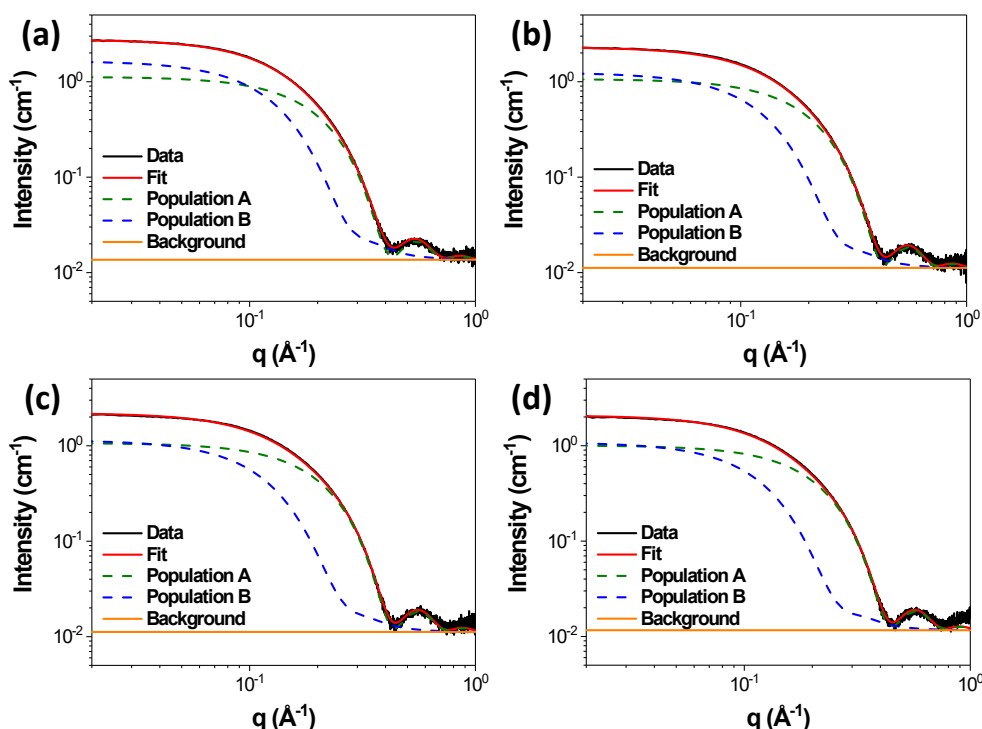 (a)
Intensity (cm⁻¹)
10⁰
10⁻¹
10⁻²
Data
Fit
Population A
Population B
Background
10⁻¹
10⁰
q (Å⁻¹)
(b)
Intensity (cm⁻¹)
10⁰
10⁻¹
10⁻²
Data
Fit
Population A
Population B
Background
10⁻¹
10⁰
q (Å⁻¹)
(c)
Intensity (cm⁻¹)
10⁰
10⁻¹
10⁻²
Data
Fit
Population A
Population B
Background
10⁻¹
10⁰
q (Å⁻¹)
(d)
Intensity (cm⁻¹)
10⁰
10⁻¹
10⁻²
Data
Fit
Population A
Population B
Background
10⁻¹
10⁰
q (Å⁻¹)